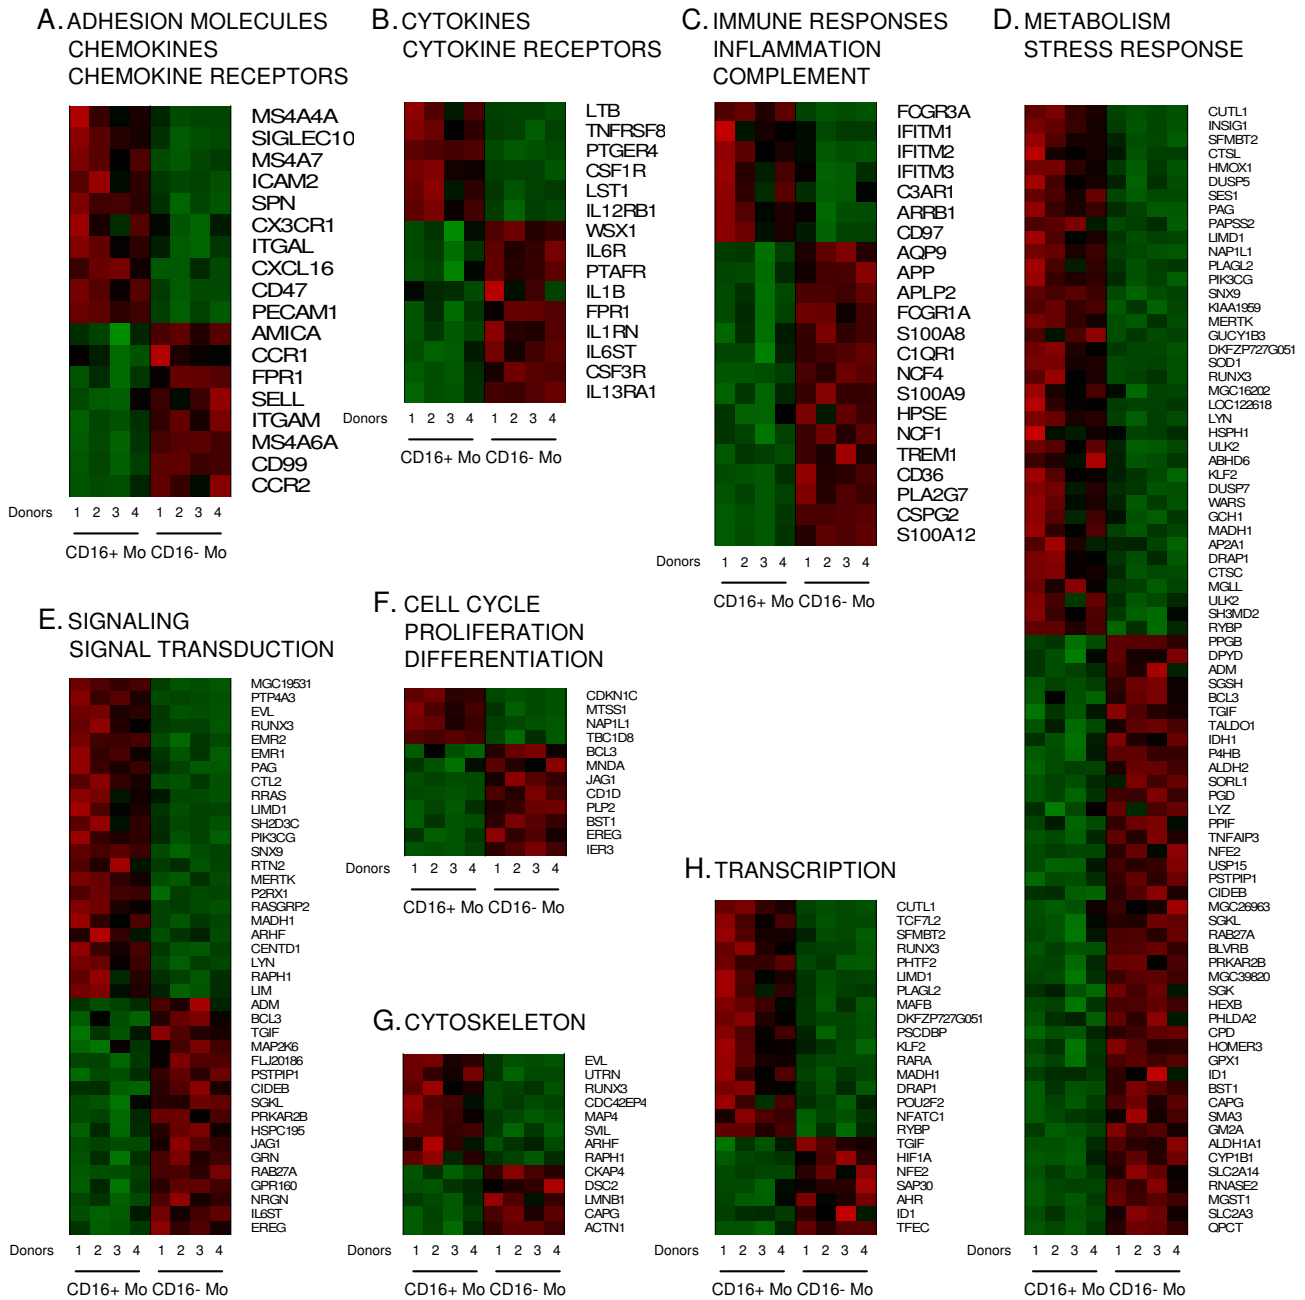 A. ADHESION MOLECULES
CHEMOKINES
CHEMOKINE RECEPTORS
MS4A4A
SIGLEC10
MS4A7
ICAM2
SPN
CX3CR1
ITGAL
CXCL16
CD47
PECAM1
AMICA
CCR1
FPR1
SELL
ITGAM
MS4A6A
CD99
CCR2
Donors 1 2 3 4 1 2 3 4
CD16+ Mo CD16- Mo
B. CYTOKINES
CYTOKINE RECEPTORS
LTB
TNFRSF8
PTGER4
CSF1R
LST1
IL12RB1
WSX1
IL6R
PTAFR
IL1B
FPR1
IL1RN
IL6ST
CSF3R
IL13RA1
Donors 1 2 3 4 1 2 3 4
CD16+ Mo CD16- Mo
C. IMMUNE RESPONSES
INFLAMMATION
COMPLEMENT
FCGR3A
IFITM1
IFITM2
IFITM3
C3AR1
ARRB1
CD97
AQP9
APP
APLP2
FCGR1A
S100A8
C1QR1
NCF4
S100A9
HPSE
NCF1
TREM1
CD36
PLA2G7
CSPG2
S100A12
Donors 1 2 3 4 1 2 3 4
CD16+ Mo CD16- Mo
D. METABOLISM
STRESS RESPONSE
CUTL1
INSIG1
SFMBT2
CTSL
HMOX1
DUSP5
SES1
PAG
PAPSS2
LIMD1
NAP1L1
PLAGL2
PIK3CG
SNX9
KIAA1959
MERTK
GUCY1B3
DKFZP727G051
SOD1
RUNX3
MGC16202
LOC122618
LYN
HSPH1
ULK2
ABHD6
KLF2
DUSP7
WARS
GCH1
MADH1
AP2A1
DRAP1
CTSC
MGLL
ULK2
SH3MD2
RYBP
PPGB
DPYD
ADM
SGSH
BCL3
TGIF
TALDO1
IDH1
P4HB
ALDH2
SORL1
PGD
LYZ
PPIF
TNFAIP3
NFE2
USP15
PSTPIP1
CIDEB
MGC26963
SGKL
RAB27A
BLVRB
PRKAR2B
MGC39820
SGK
HEXB
PHLDA2
CPD
HOMER3
GPX1
ID1
BST1
CAPG
SMA3
GM2A
ALDH1A1
CYP1B1
SLC2A14
RNASE2
MGST1
SLC2A3
QPCT
Donors 1 2 3 4 1 2 3 4
CD16+ Mo CD16- Mo
E. SIGNALING
SIGNAL TRANSDUCTION
MGC19531
PTP4A3
EVL
RUNX3
EMR2
EMR1
PAG
CTL2
RRAS
LIMD1
SH2D3C
PIK3CG
SNX9
RTN2
MERTK
P2RX1
RASGRP2
MADH1
ARHF
CENTD1
LYN
RAPH1
LIM
ADM
BCL3
TGIF
MAP2K6
FLJ20186
PSTPIP1
CIDEB
SGKL
PRKAR2B
HSPC195
JAG1
GRN
RAB27A
GPR160
NRGN
IL6ST
EREG
Donors 1 2 3 4 1 2 3 4
CD16+ Mo CD16- Mo
F. CELL CYCLE
PROLIFERATION
DIFFERENTIATION
CDKN1C
MTSS1
NAP1L1
TBC1D8
BCL3
MNDA
JAG1
CD1D
PLP2
BST1
EREG
IER3
Donors 1 2 3 4 1 2 3 4
CD16+ Mo CD16- Mo
G. CYTOSKELETON
EVL
UTRN
RUNX3
CDC42EP4
MAP4
SVIL
ARHF
RAPH1
CKAP4
DSC2
LMNB1
CAPG
ACTN1
Donors 1 2 3 4 1 2 3 4
CD16+ Mo CD16- Mo
H. TRANSCRIPTION
CUTL1
TCF7L2
SFMBT2
RUNX3
PHTF2
LIMD1
PLAGL2
MAFB
DKFZP727G051
PSCDBP
KLF2
RARA
MADH1
DRAP1
POU2F2
NFATC1
RYBP
TGIF
HIF1A
NFE2
SAP30
AHR
ID1
TFEC
Donors 1 2 3 4 1 2 3 4
CD16+ Mo CD16- Mo